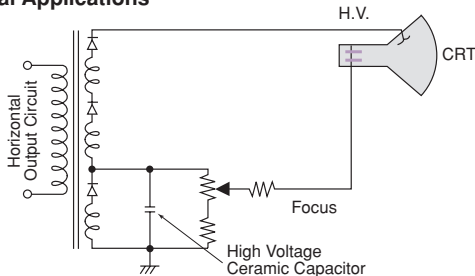 al Applications
H.V.
CRT
Horizontal
Output Circuit
Focus
High Voltage
Ceramic Capacitor